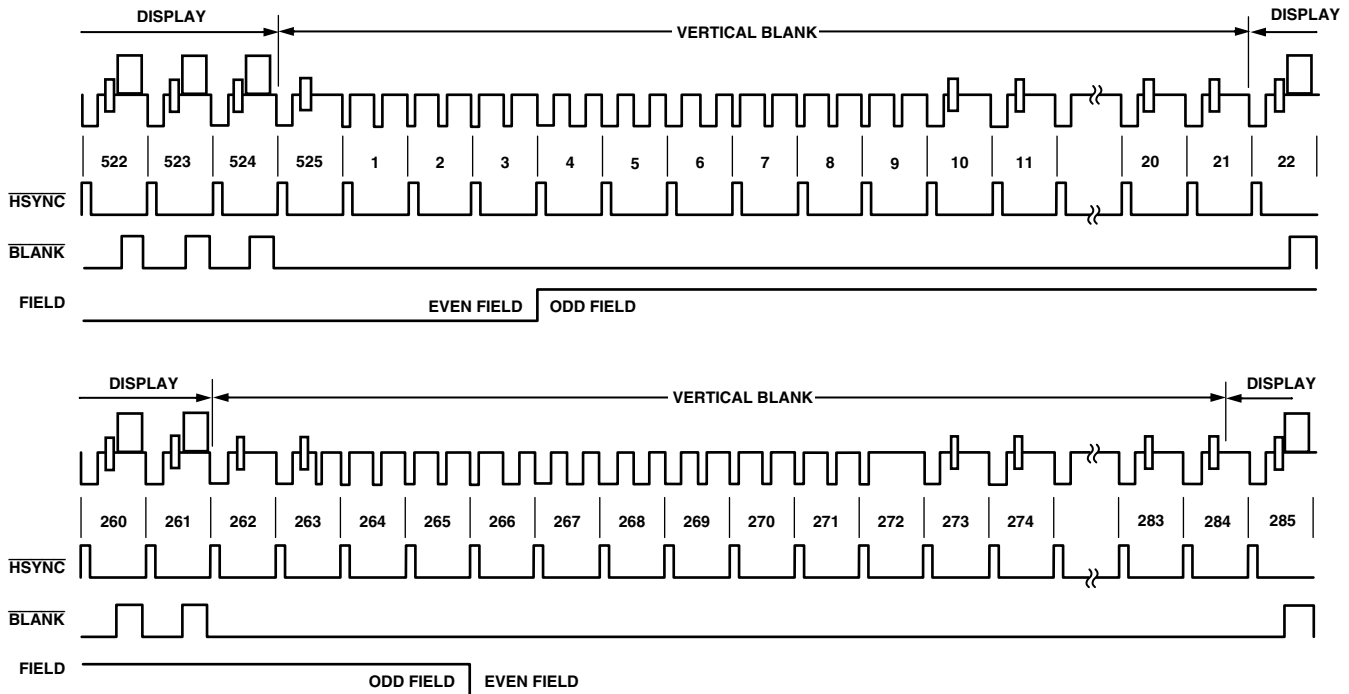 DISPLAY VERTICAL BLANK DISPLAY
522 523 524 525 1 2 3 4 5 6 7 8 9 10 11 20 21 22
HSYNC
BLANK
FIELD EVEN FIELD ODD FIELD
DISPLAY VERTICAL BLANK DISPLAY
260 261 262 263 264 265 266 267 268 269 270 271 272 273 274 283 284 285
HSYNC
BLANK
FIELD ODD FIELD EVEN FIELD